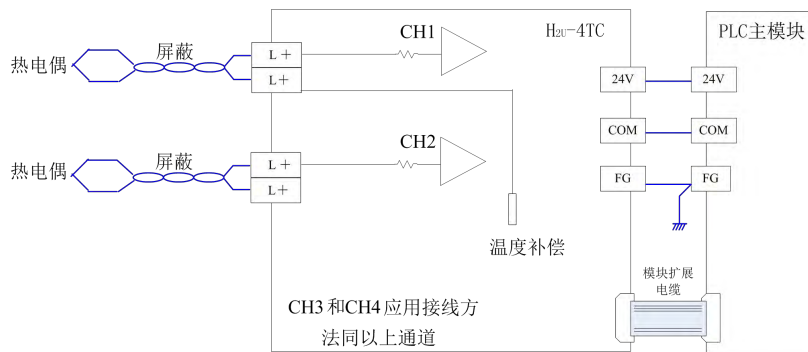 CH1
H2U-4TC
PLC主模块
热电偶
屏蔽
L+
L+
24V
24V
CH2
COM
COM
热电偶
屏蔽
L+
L+
FG
FG
温度补偿
模块扩展
电缆
CH3和CH4应用接线方
法同以上通道